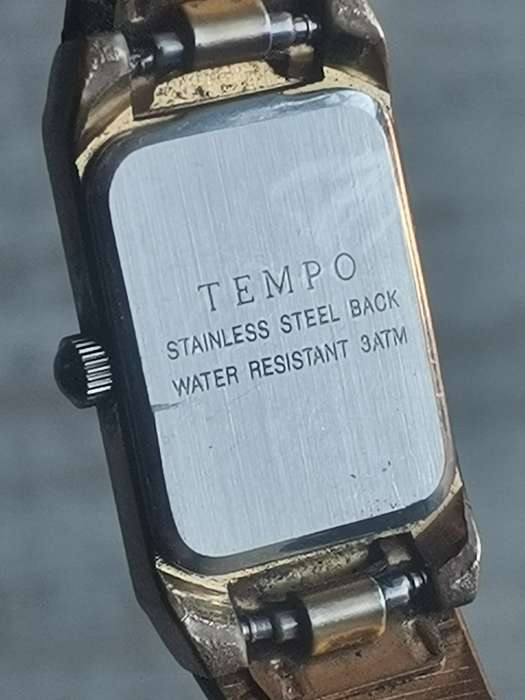 TEMPO
STAINLESS STEEL BACK
WATER RESISTANT 3ATM